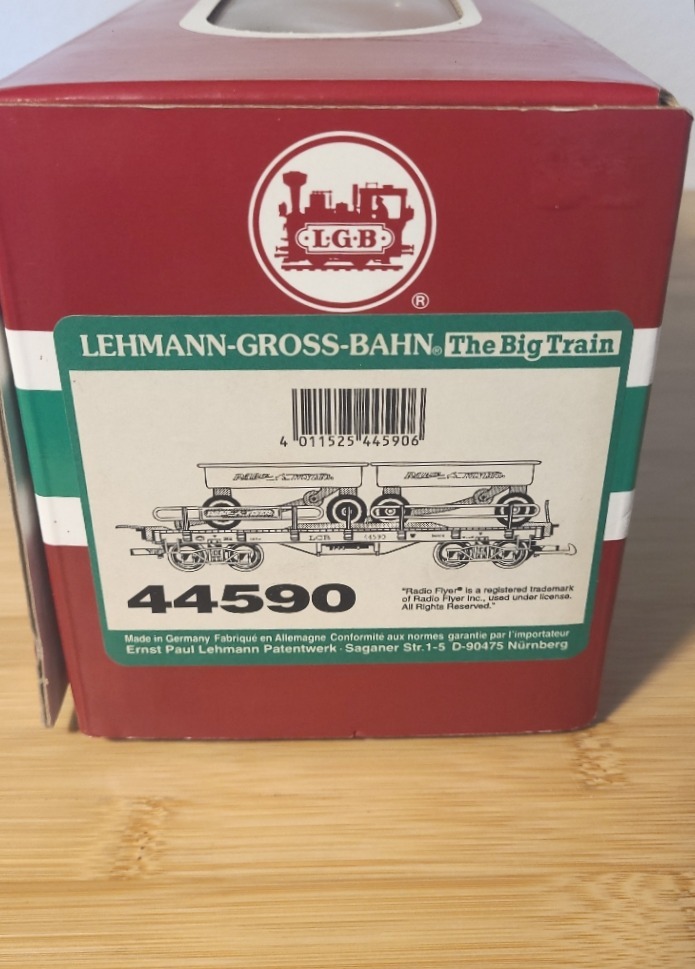 L·G·B
®
LEHMANN-GROSS-BAHN® The Big Train
4 011525 445906
LGB 44590
44590
"Radio Flyer® is a registered trademark
of Radio Flyer Inc., used under license.
All Rights Reserved."
Made in Germany Fabriqué en Allemagne Conformité aux normes garantie par l'importateur
Ernst Paul Lehmann Patentwerk · Saganer Str. 1-5 D-90475 Nürnberg